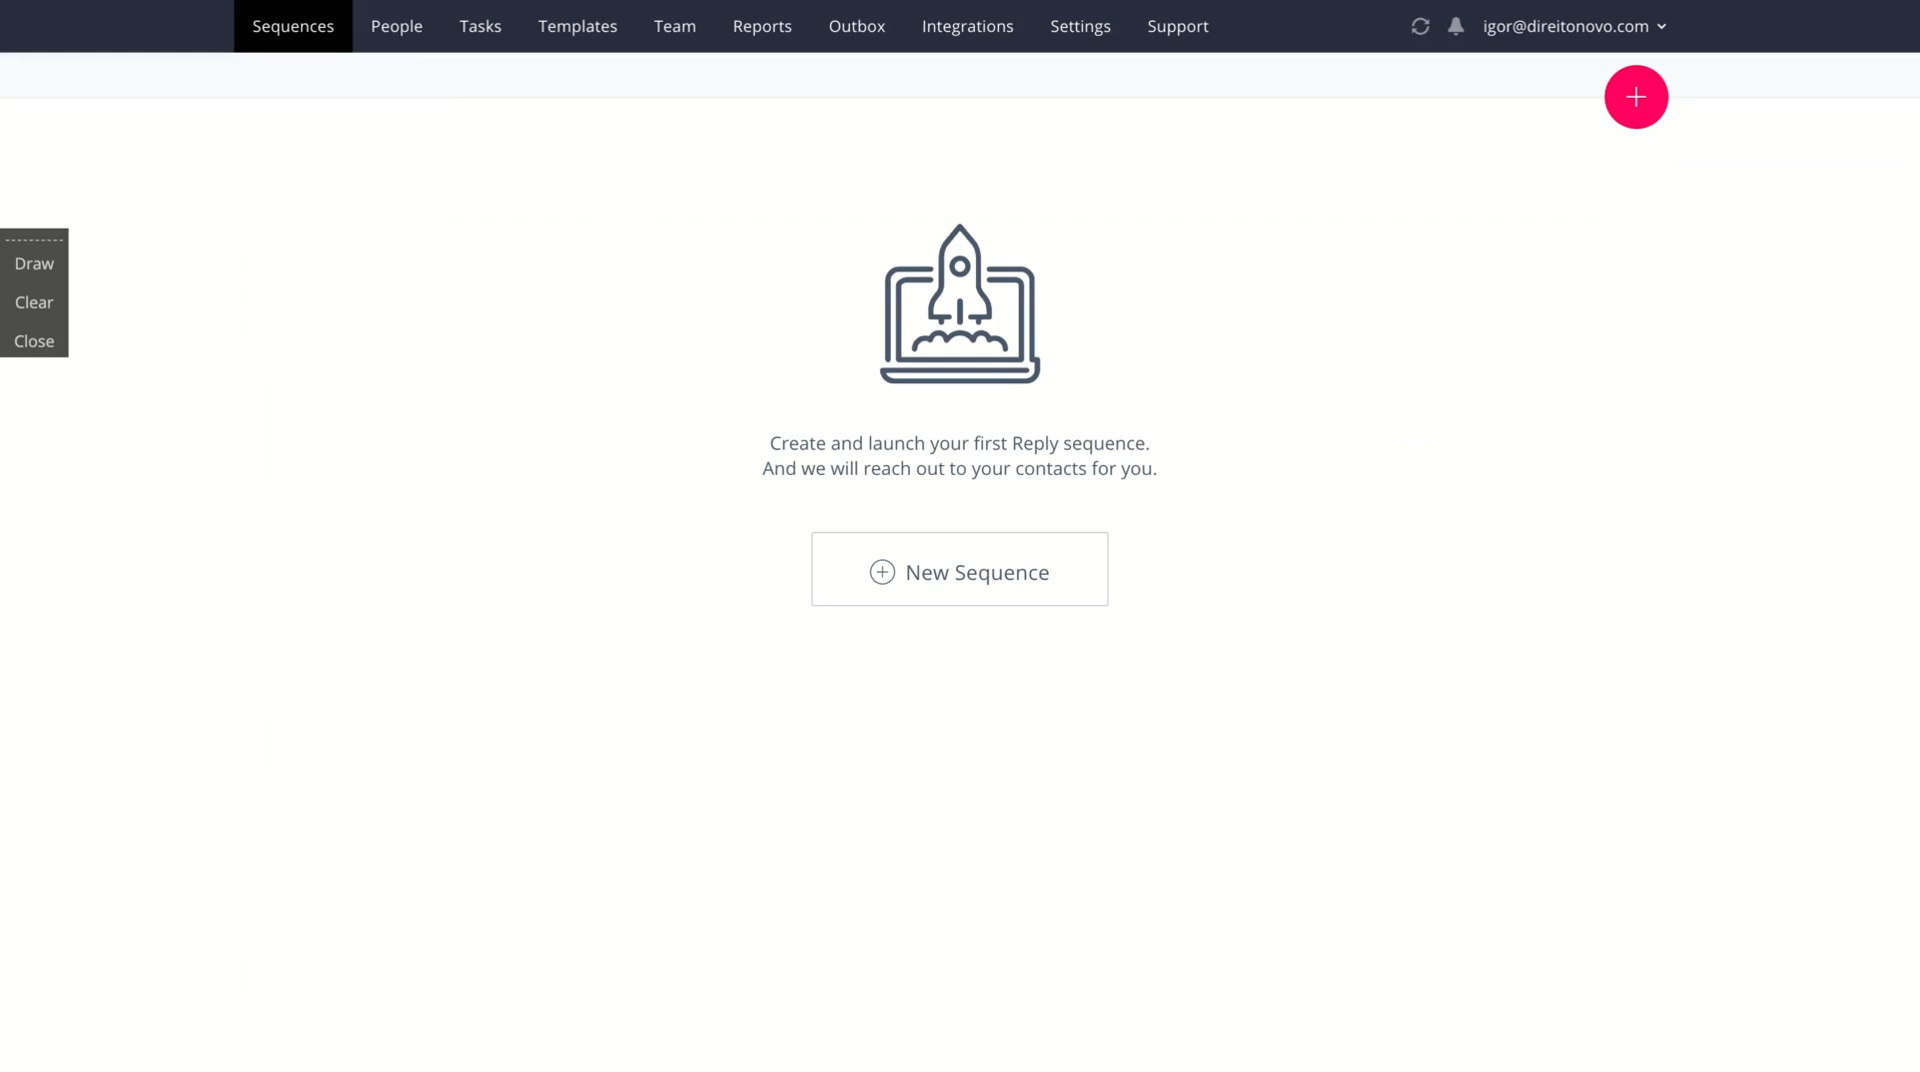 Sequences
People
Tasks
Templates
Team
Reports
Outbox
Integrations
Settings
Support
igor@direitonovo.com
Draw
Clear
Close
Create and launch your first Reply sequence.
And we will reach out to your contacts for you.
New Sequence